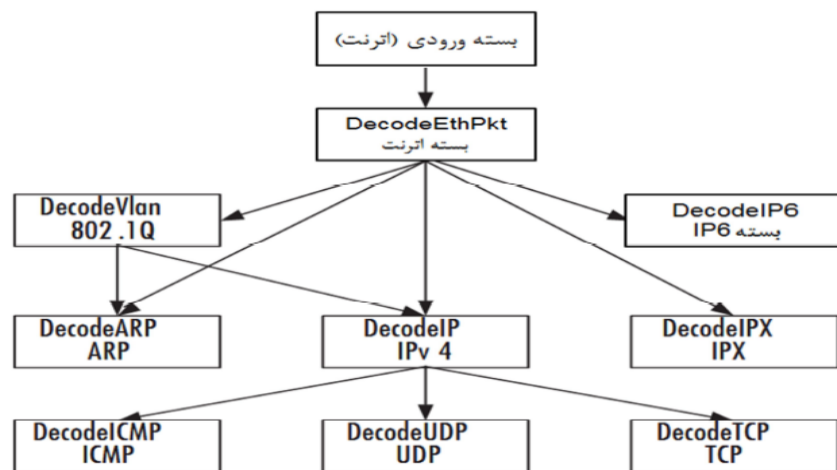 بسته ورودی (اترنت)
DecodeEthPkt
بسته اترنت
DecodeVlan
802 .1Q
DecodeIP6
بسته IP6
DecodeARP
ARP
DecodeIP
IPv 4
DecodeIPX
IPX
DecodeICMP
ICMP
DecodeUDP
UDP
DecodeTCP
TCP